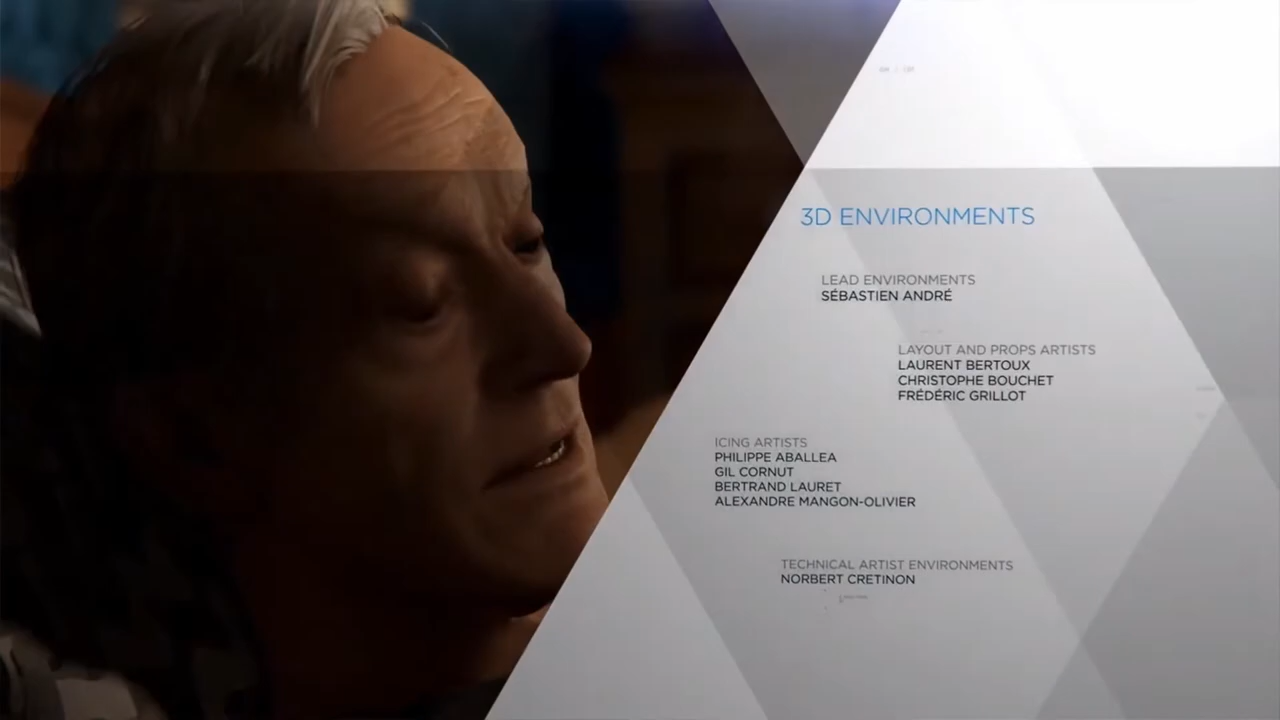 3D ENVIRONMENTS
LEAD ENVIRONMENTS
SÉBASTIEN ANDRÉ
LAYOUT AND PROPS ARTISTS
LAURENT BERTOUX
CHRISTOPHE BOUCHET
FRÉDÉRIC GRILLOT
ICING ARTISTS
PHILIPPE ABALLEA
GIL CORNUT
BERTRAND LAURET
ALEXANDRE MANGON-OLIVIER
TECHNICAL ARTIST ENVIRONMENTS
NORBERT CRETINON